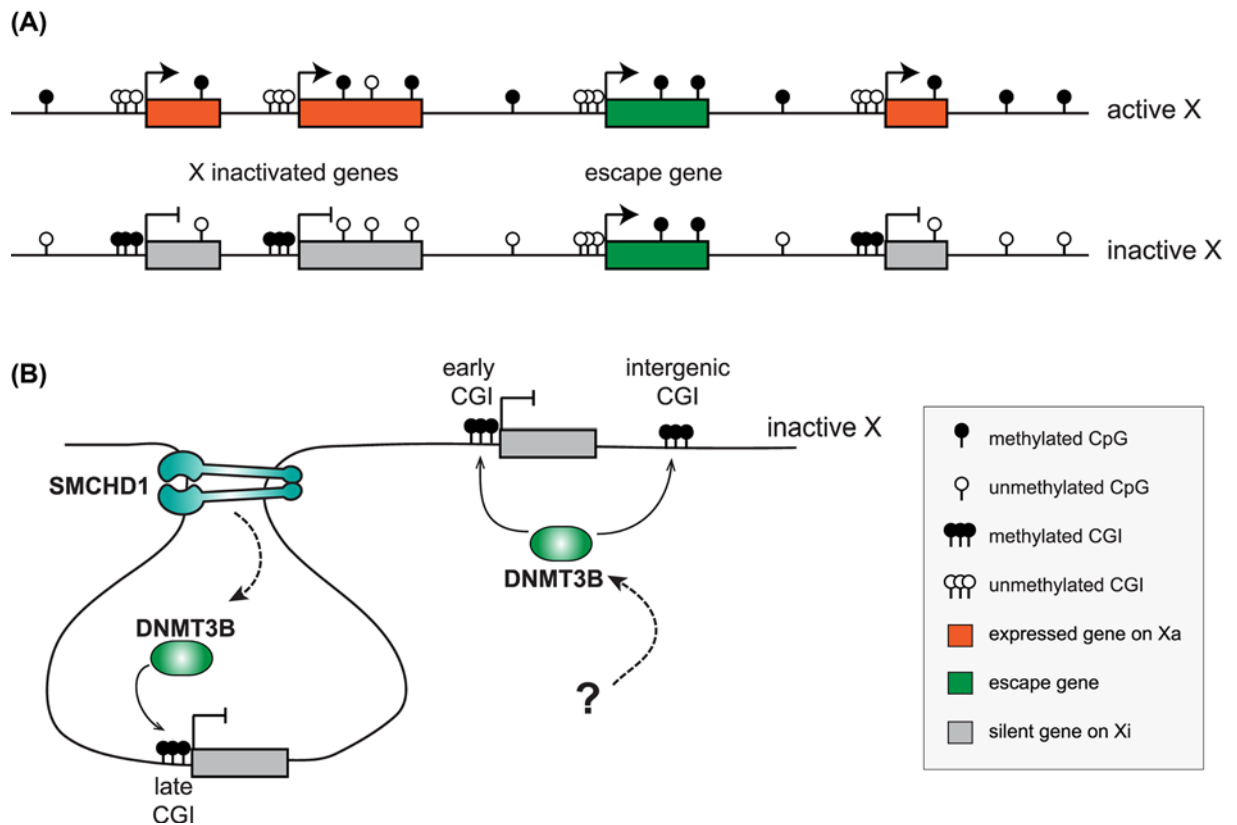 (A)
active X
X inactivated genes
escape gene
inactive X
(B)
early
CGI
intergenic
CGI
inactive X
SMCHD1
DNMT3B
DNMT3B
?
late
CGI
methylated CpG
unmethylated CpG
methylated CGI
unmethylated CGI
expressed gene on Xa
escape gene
silent gene on Xi